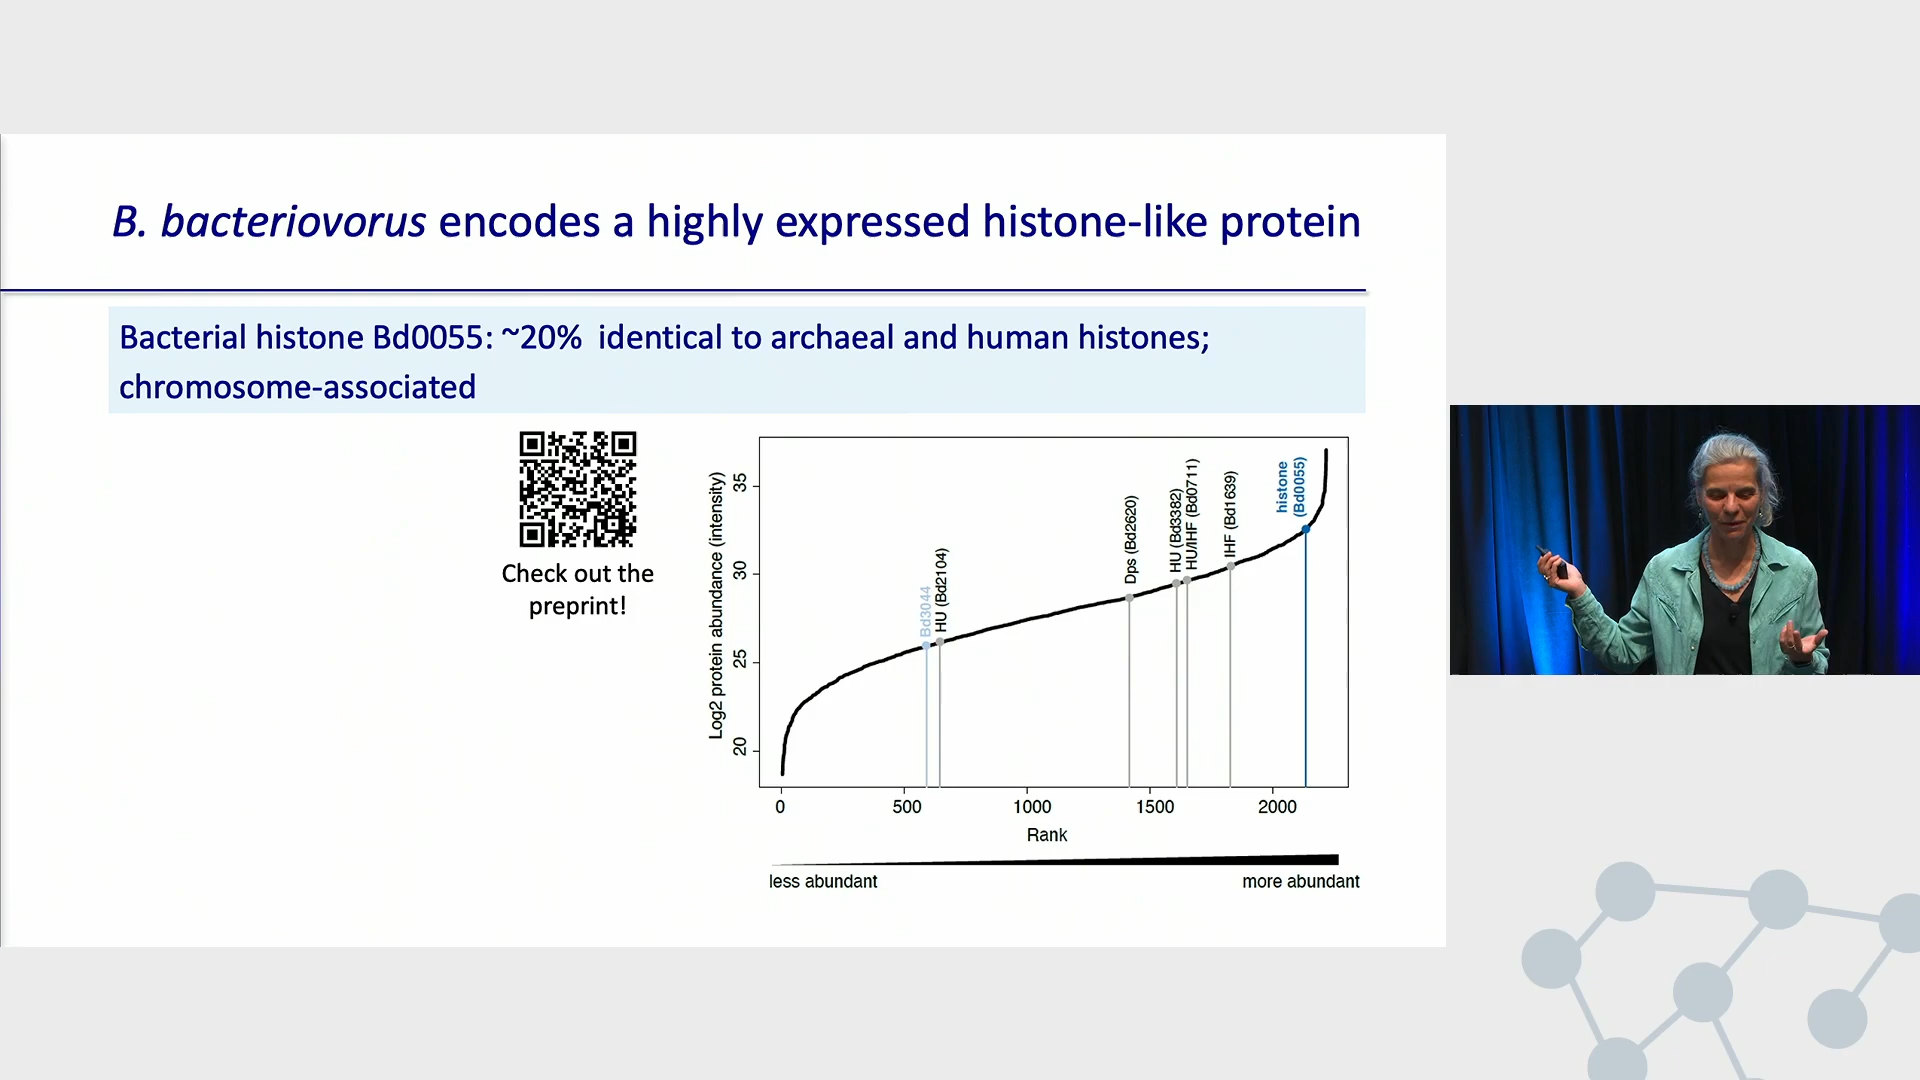 B. bacteriovorus encodes a highly expressed histone-like protein
Bacterial histone Bd0055: ~20% identical to archaeal and human histones;
chromosome-associated
Check out the
preprint!
Log2 protein abundance (intensity)
35
30
25
20
Bd3044
HU (Bd2104)
Dps (Bd2620)
HU (Bd3382)
HU/IHF (Bd0711)
IHF (Bd1639)
histone
(Bd0055)
0 500 1000 1500 2000
Rank
less abundant more abundant